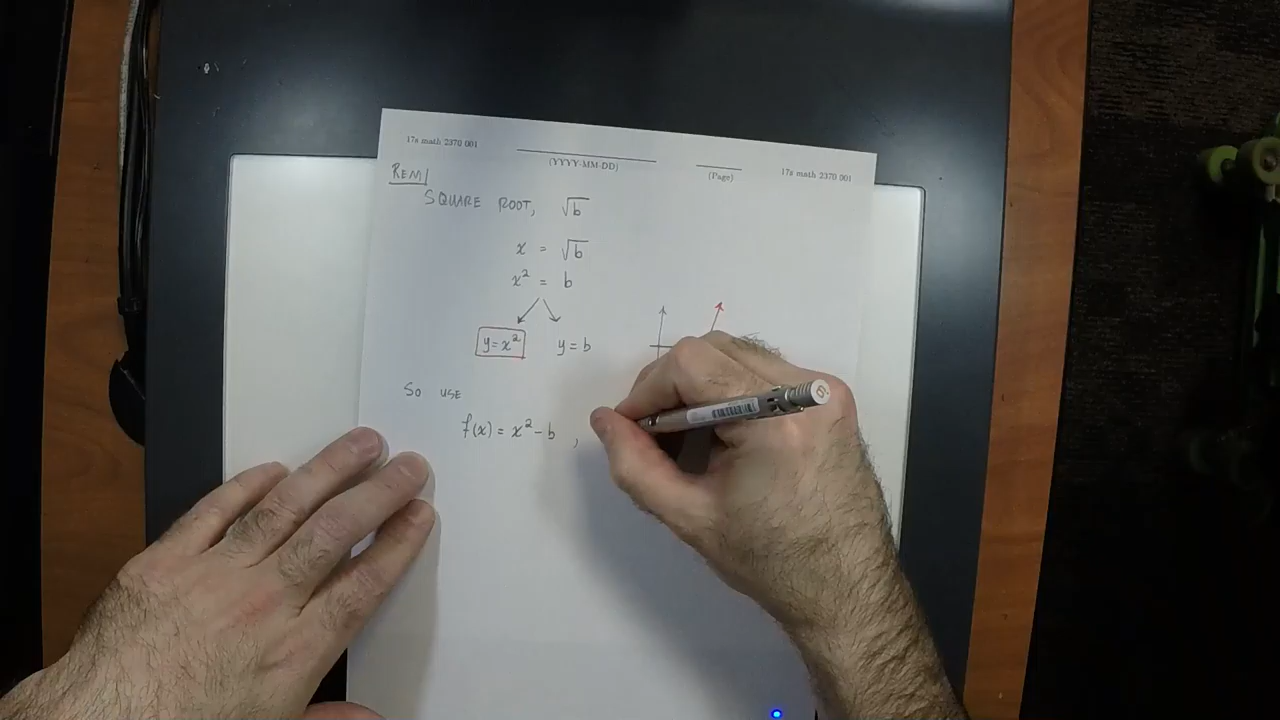 17s math 2370 001
(YYYY-MM-DD)
(Page)
17s math 2370 001
REM
SQUARE ROOT, √b
x = √b
x² = b
y=x² y = b
SO USE
f(x) = x² - b ,